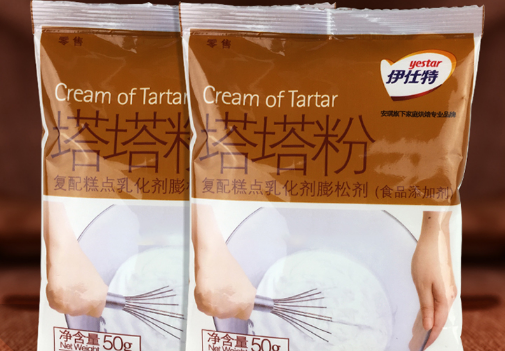 零售
Cream of Tartar
塔塔粉
复配糕点乳化剂膨松剂
净含量
Net Weight 50g
零售
yestar
伊仕特
安琪旗下家庭烘焙专业品牌
Cream of Tartar
塔塔粉
复配糕点乳化剂膨松剂（食品添加剂）
净含量
Net Weight 50g